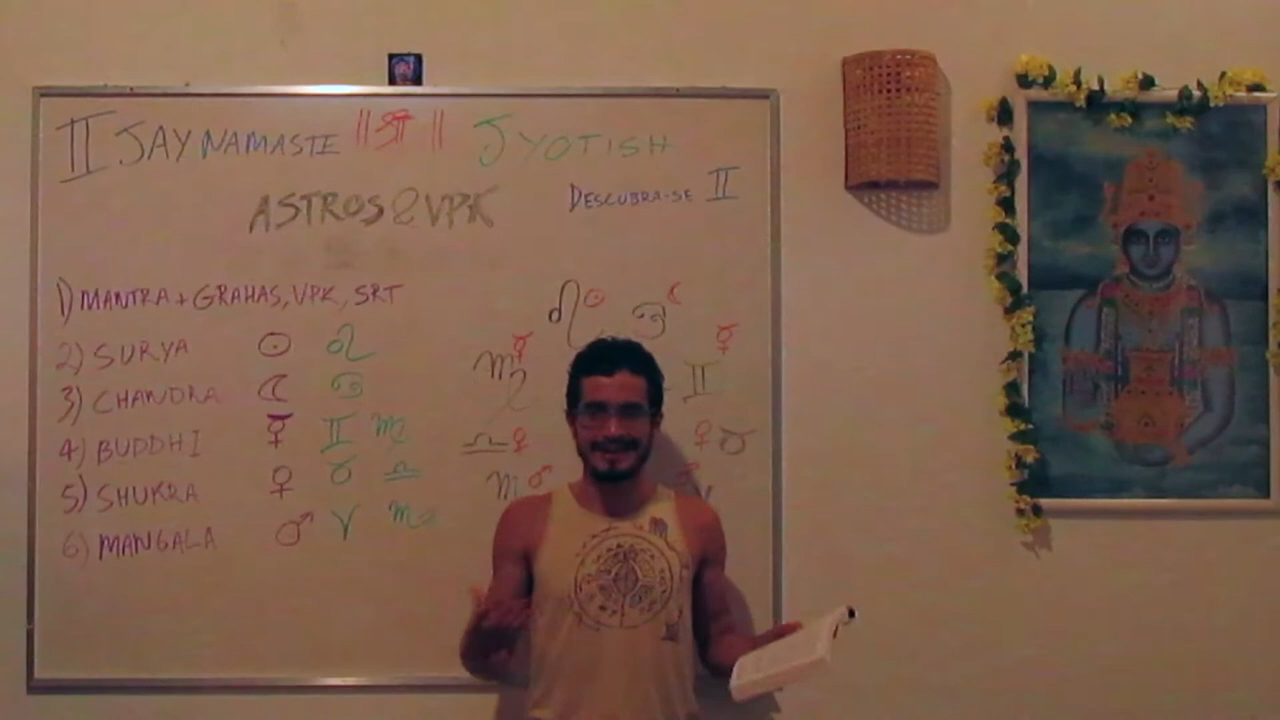 II JAY NAMASTE || श्री || JYOTISH
ASTROS & VPK
DESCUBRA-SE II
1) MANTRA + GRAHAS, VPK, SRT
2) SURYA ☉ ♌
3) CHANDRA ☾ ♋
4) BUDDHI ☿ ♊ ♍
5) SHUKRA ♀ ♉ ♎
6) MANGALA ♂ ♈ ♏
♌ ☉ ♋ ☾
♍ ☿ ♊ ☿
♎ ♀ ♀ ♉
♏ ♂ ♂ ♈